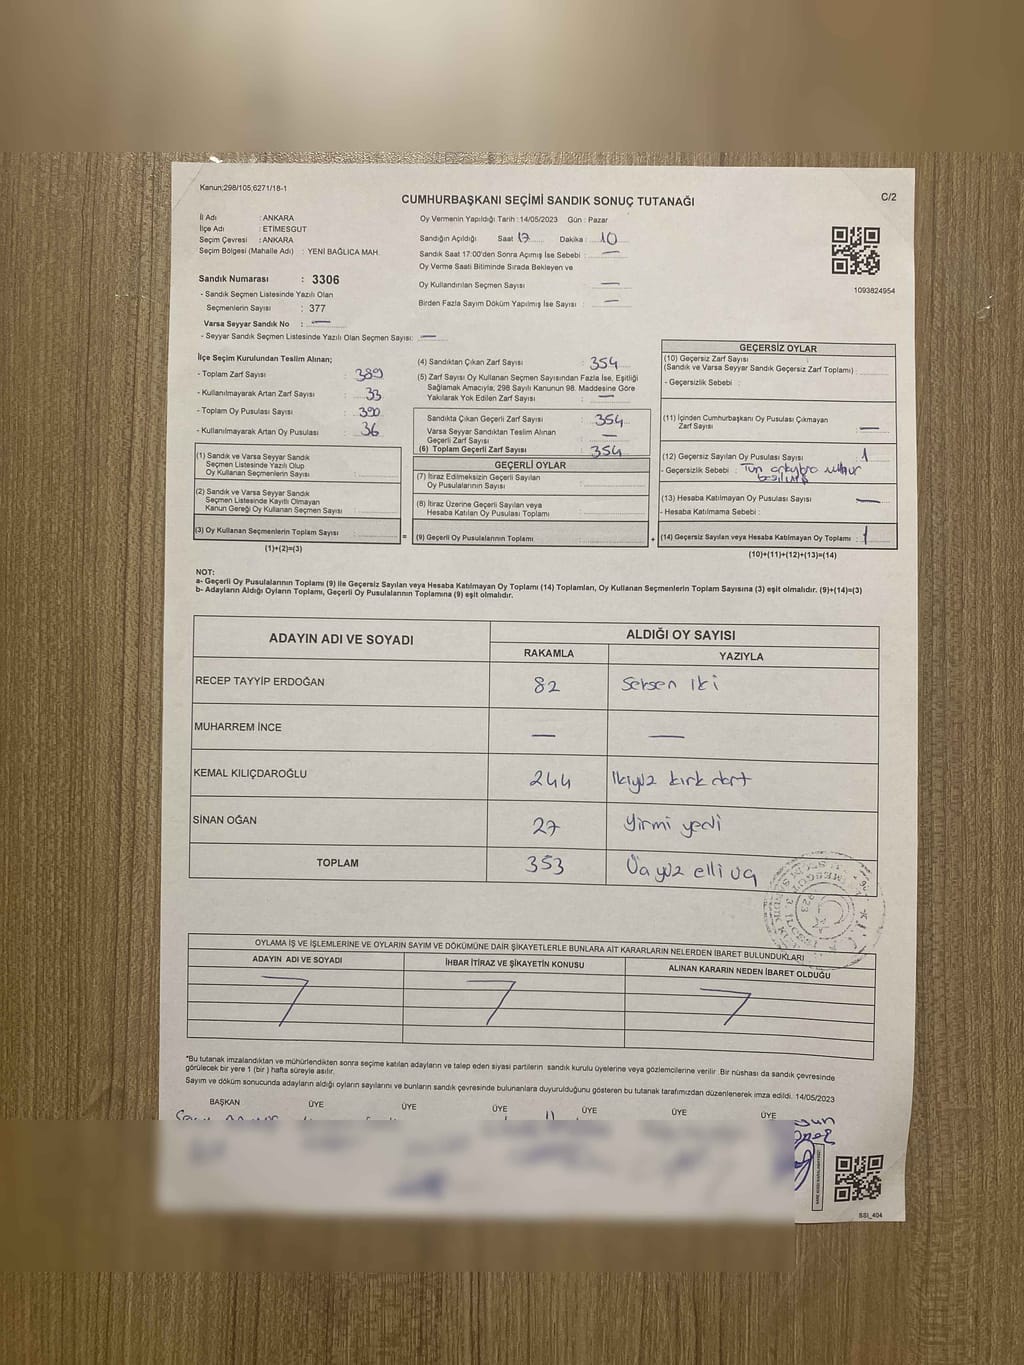 Kanun;298/105,6271/18-1
CUMHURBAŞKANI SEÇİMİ SANDIK SONUÇ TUTANAĞI
C/2
İl Adı : ANKARA
İlçe Adı : ETİMESGUT
Seçim Çevresi : ANKARA
Seçim Bölgesi (Mahalle Adı) : YENİ BAĞLICA MAH.
Oy Vermenin Yapıldığı Tarih : 14/05/2023 Gün : Pazar
Sandığın Açıldığı Saat 17 Dakika : 10
Sandık Saat 17:00'den Sonra Açımış İse Sebebi : —
Oy Verme Saati Bitiminde Sırada Bekleyen ve
Oy Kullandırılan Seçmen Sayısı : —
Birden Fazla Sayım Döküm Yapılmış İse Sayısı : —
1093824954
Sandık Numarası : 3306
- Sandık Seçmen Listesinde Yazılı Olan
Seçmenlerin Sayısı : 377
Varsa Seyyar Sandık No : —
- Seyyar Sandık Seçmen Listesinde Yazılı Olan Seçmen Sayısı: —
İlçe Seçim Kurulundan Teslim Alınan;
- Toplam Zarf Sayısı : 389
- Kullanılmayarak Artan Zarf Sayısı : 33
- Toplam Oy Pusulası Sayısı : 390
- Kullanılmayarak Artan Oy Pusulası : 36
(1) Sandık ve Varsa Seyyar Sandık
Seçmen Listesinde Yazılı Olup
Oy Kullanan Seçmenlerin Sayısı :
(2) Sandık ve Varsa Seyyar Sandık
Seçmen Listesinde Kayıtlı Olmayan
Kanun Gereği Oy Kullanan Seçmen Sayısı :
(3) Oy Kullanan Seçmenlerin Toplam Sayısı :
(1)+(2)=(3)
(4) Sandıktan Çıkan Zarf Sayısı : 354
(5) Zarf Sayısı Oy Kullanan Seçmen Sayısından Fazla İse, Eşitliği
Sağlamak Amacıyla; 298 Sayılı Kanunun 98. Maddesine Göre
Yakılarak Yok Edilen Zarf Sayısı : —
Sandıkta Çıkan Geçerli Zarf Sayısı : 354
Varsa Seyyar Sandıktan Teslim Alınan
Geçerli Zarf Sayısı : —
(6) Toplam Geçerli Zarf Sayısı : 354
GEÇERLİ OYLAR
(7) İtiraz Edilmeksizin Geçerli Sayılan
Oy Pusulalarının Sayısı :
(8) İtiraz Üzerine Geçerli Sayılan veya
Hesaba Katılan Oy Pusulası Toplamı :
= (9) Geçerli Oy Pusulalarının Toplamı : +
GEÇERSİZ OYLAR
(10) Geçersiz Zarf Sayısı
(Sandık ve Varsa Seyyar Sandık Geçersiz Zarf Toplamı) :
- Geçersizlik Sebebi :
(11) İçinden Cumhurbaşkanı Oy Pusulası Çıkmayan
Zarf Sayısı : —
(12) Geçersiz Sayılan Oy Pusulası Sayısı : 1
- Geçersizlik Sebebi :
(13) Hesaba Katılmayan Oy Pusulası Sayısı : —
- Hesaba Katılmama Sebebi :
(14) Geçersiz Sayılan veya Hesaba Katılmayan Oy Toplamı : 1
(10)+(11)+(12)+(13)=(14)
NOT:
a- Geçerli Oy Pusulalarının Toplamı (9) ile Geçersiz Sayılan veya Hesaba Katılmayan Oy Toplamı (14) Toplamları, Oy Kullanan Seçmenlerin Toplam Sayısına (3) eşit olmalıdır. (9)+(14)=(3)
b- Adayların Aldığı Oyların Toplamı, Geçerli Oy Pusulalarının Toplamına (9) eşit olmalıdır.
ADAYIN ADI VE SOYADI
ALDIĞI OY SAYISI
RAKAMLA YAZIYLA
RECEP TAYYİP ERDOĞAN 82 Seksen iki
MUHARREM İNCE — —
KEMAL KILIÇDAROĞLU 244 ikiyüz kırk dört
SİNAN OĞAN 27 yirmi yedi
TOPLAM 353 Üçyüz elli üç
OYLAMA İŞ VE İŞLEMLERİNE VE OYLARIN SAYIM VE DÖKÜMÜNE DAİR ŞİKAYETLERLE BUNLARA AİT KARARLARIN NELERDEN İBARET BULUNDUKLARI
ADAYIN ADI VE SOYADI İHBAR İTİRAZ VE ŞİKAYETİN KONUSU ALINAN KARARIN NEDEN İBARET OLDUĞU
*Bu tutanak imzalandıktan ve mühürlendikten sonra seçime katılan adayların ve talep eden siyasi partilerin sandık kurulu üyelerine veya gözlemcilerine verilir. Bir nüshası da sandık çevresinde
görülecek bir yere 1 (bir ) hafta süreyle asılır.
Sayım ve döküm sonucunda adayların aldığı oyların sayılarını ve bunların sandık çevresinde bulunanlara duyurulduğunu gösteren bu tutanak tarafımızdan düzenlenerek imza edildi. 14/05/2023
BAŞKAN ÜYE ÜYE ÜYE ÜYE ÜYE ÜYE
SSI_404